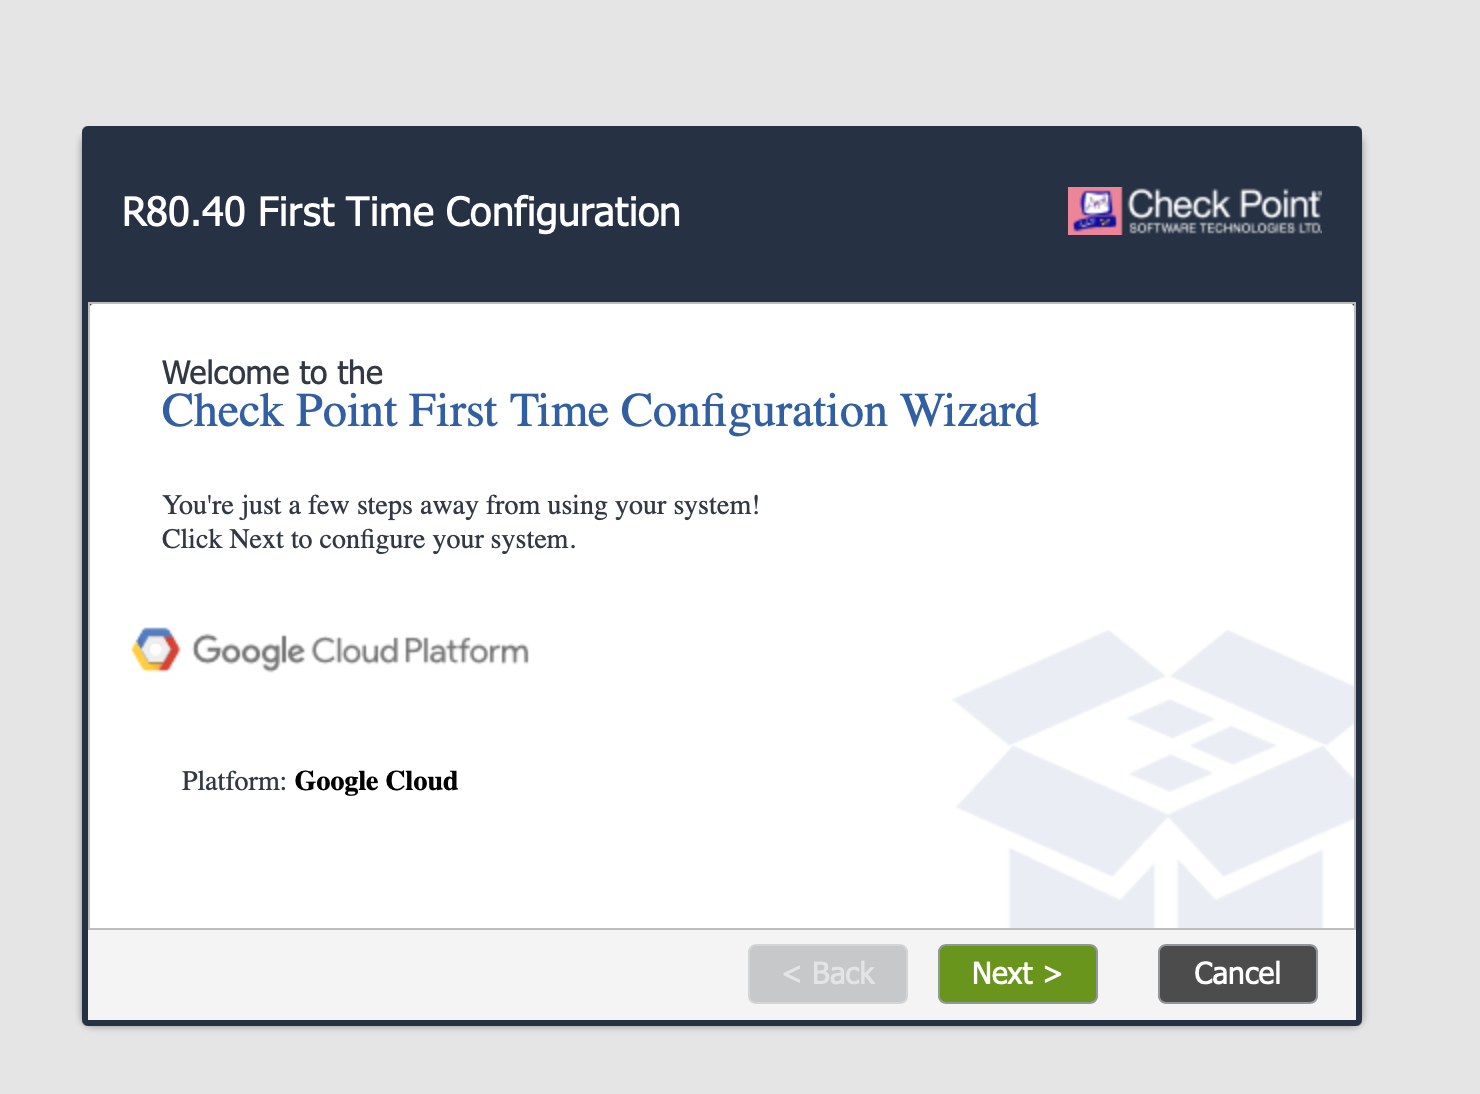 R80.40 First Time Configuration
Check Point
SOFTWARE TECHNOLOGIES LTD.
Welcome to the
Check Point First Time Configuration Wizard
You're just a few steps away from using your system!
Click Next to configure your system.
Google Cloud Platform
Platform: Google Cloud
< Back
Next >
Cancel